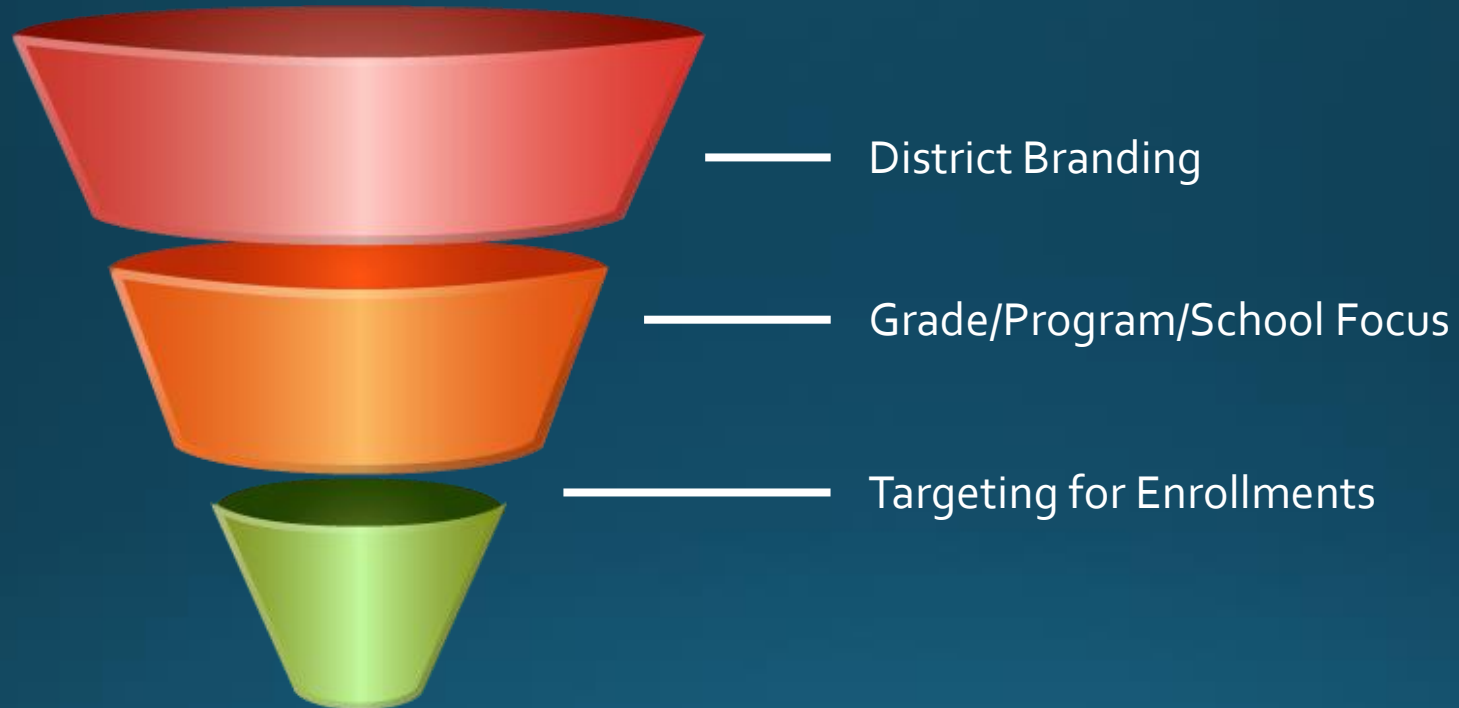 District Branding
Grade/Program/School Focus
Targeting for Enrollments